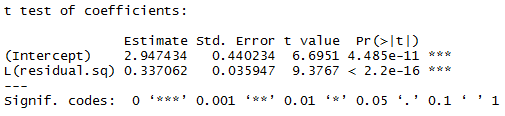 t test of coefficients:
Estimate Std. Error t value Pr(>|t|)
(Intercept) 2.947434 0.440234 6.6951 4.485e-11 ***
L(residual.sq) 0.337062 0.035947 9.3767 < 2.2e-16 ***
---
Signif. codes: 0 ‘***’ 0.001 ‘**’ 0.01 ‘*’ 0.05 ‘.’ 0.1 ‘ ’ 1